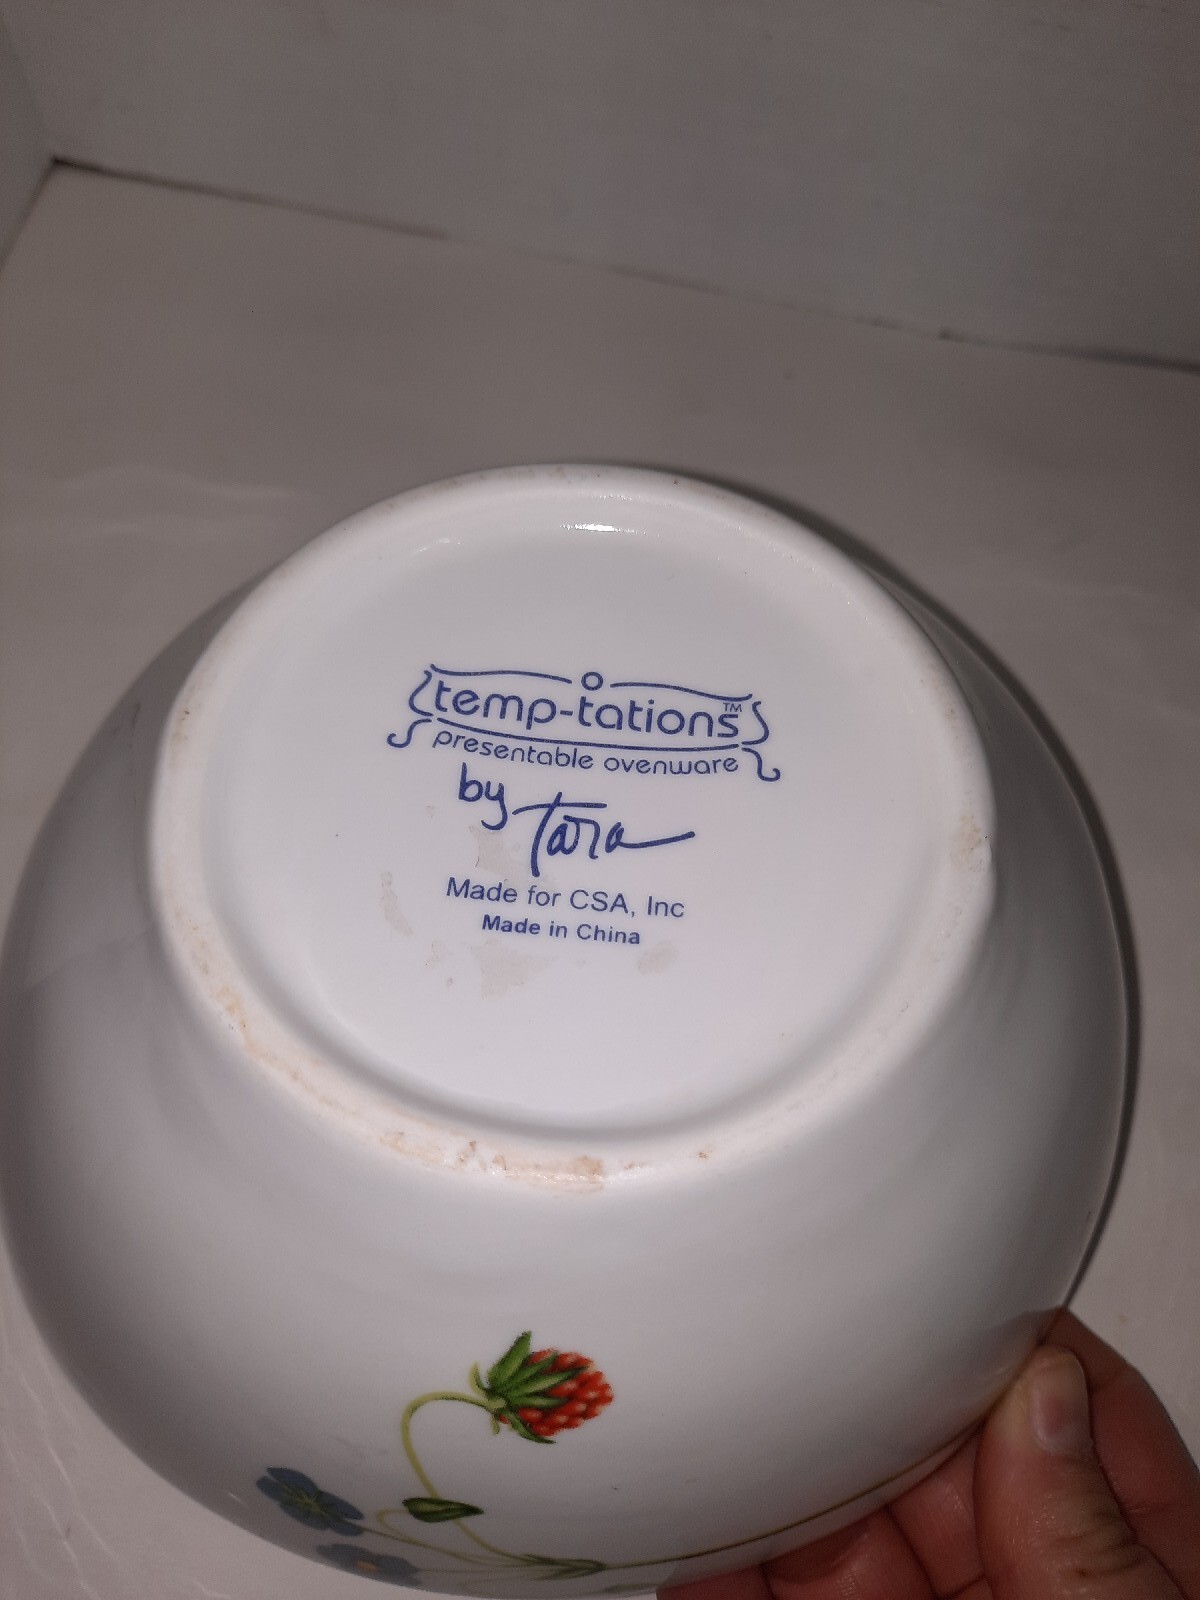 temp-tations™
presentable ovenware
by Tara
Made for CSA, Inc
Made in China